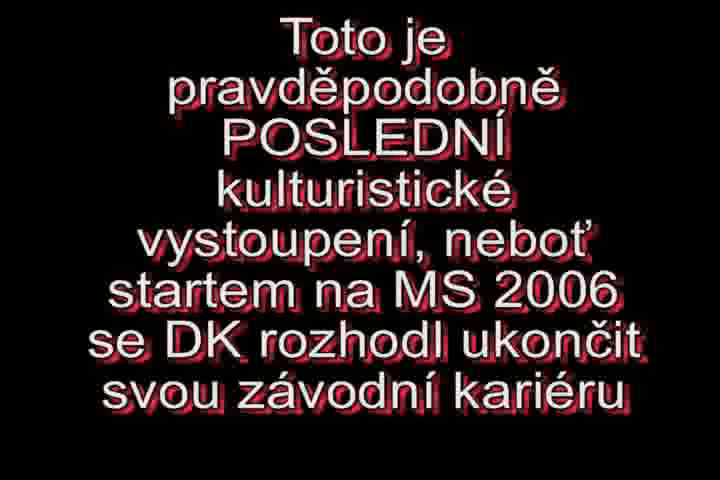 Toto je
pravděpodobně
POSLEDNÍ
kulturistické
vystoupení, neboť
startem na MS 2006
se DK rozhodl ukončit
svou závodní kariéru